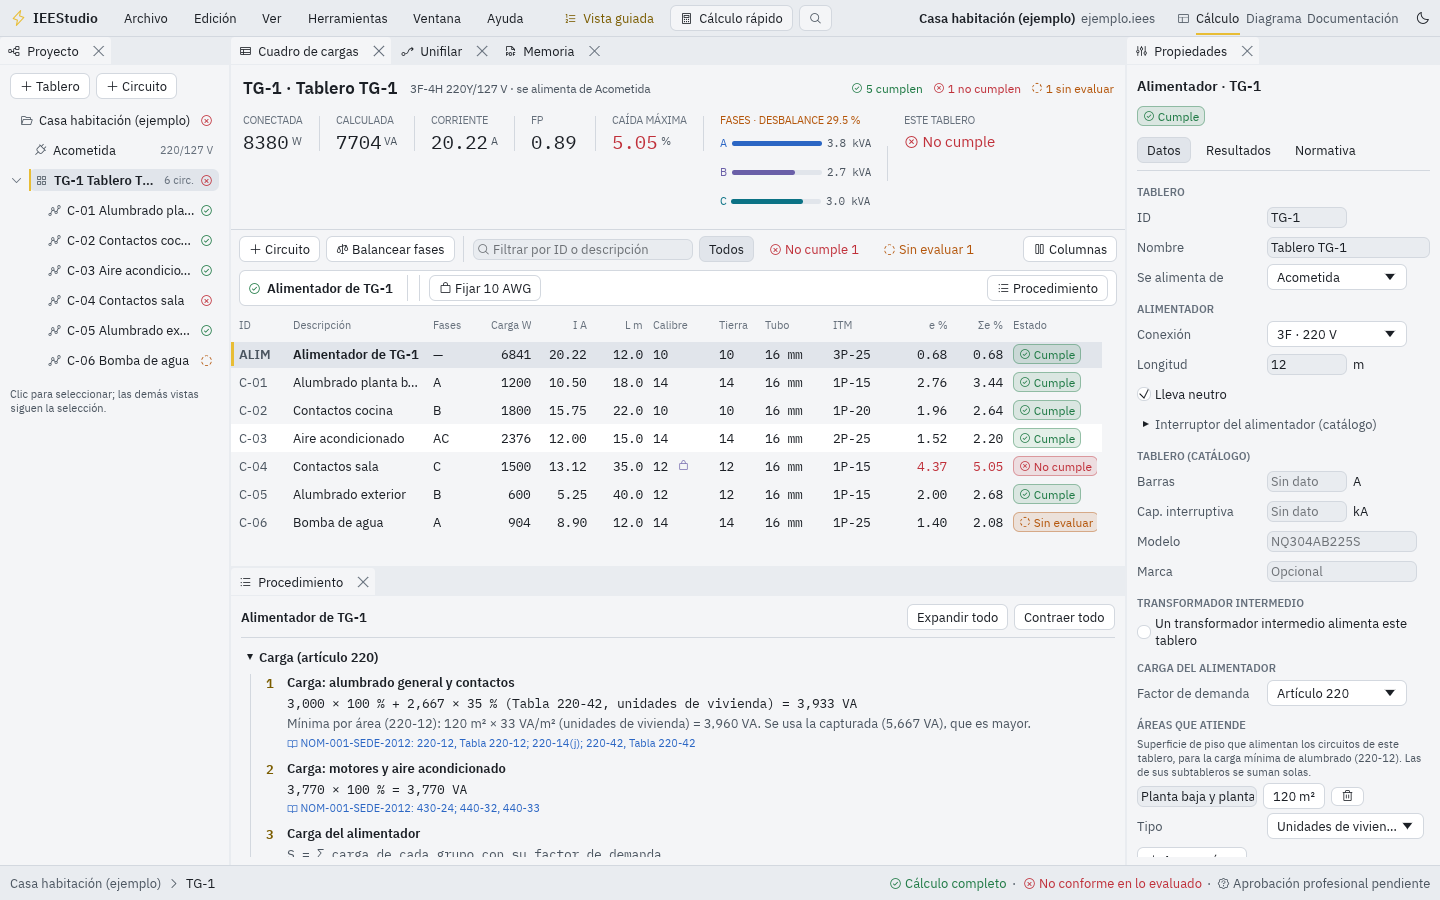 IEEStudio Archivo Edición Ver Herramientas Ventana Ayuda Vista guiada Cálculo rápido Casa habitación (ejemplo) ejemplo.iees Cálculo Diagrama Documentación
Proyecto
+ Tablero + Circuito
Casa habitación (ejemplo)
Acometida 220/127 V
TG-1 Tablero T... 6 circ.
C-01 Alumbrado pla...
C-02 Contactos coc...
C-03 Aire acondicio...
C-04 Contactos sala
C-05 Alumbrado ex...
C-06 Bomba de agua
Clic para seleccionar; las demás vistas
siguen la selección.
Cuadro de cargas Unifilar Memoria
TG-1 · Tablero TG-1 3F-4H 220Y/127 V · se alimenta de Acometida 5 cumplen 1 no cumplen 1 sin evaluar
CONECTADA CALCULADA CORRIENTE FP CAÍDA MÁXIMA FASES · DESBALANCE 29.5 % ESTE TABLERO
8380 W 7704 VA 20.22 A 0.89 5.05 % A 3.8 kVA No cumple
B 2.7 kVA
C 3.0 kVA
+ Circuito Balancear fases Filtrar por ID o descripción Todos No cumple 1 Sin evaluar 1 Columnas
Alimentador de TG-1 Fijar 10 AWG Procedimiento
ID Descripción Fases Carga W I A L m Calibre Tierra Tubo ITM e % Σe % Estado
ALIM Alimentador de TG-1 — 6841 20.22 12.0 10 10 16 mm 3P-25 0.68 0.68 Cumple
C-01 Alumbrado planta b... A 1200 10.50 18.0 14 14 16 mm 1P-15 2.76 3.44 Cumple
C-02 Contactos cocina B 1800 15.75 22.0 10 10 16 mm 1P-20 1.96 2.64 Cumple
C-03 Aire acondicionado AC 2376 12.00 15.0 14 14 16 mm 2P-25 1.52 2.20 Cumple
C-04 Contactos sala C 1500 13.12 35.0 12 12 16 mm 1P-15 4.37 5.05 No cumple
C-05 Alumbrado exterior B 600 5.25 40.0 12 12 16 mm 1P-15 2.00 2.68 Cumple
C-06 Bomba de agua A 904 8.90 12.0 14 14 16 mm 1P-25 1.40 2.08 Sin evaluar
Procedimiento
Alimentador de TG-1 Expandir todo Contraer todo
Carga (artículo 220)
1 Carga: alumbrado general y contactos
3,000 × 100 % + 2,667 × 35 % (Tabla 220-42, unidades de vivienda) = 3,933 VA
Mínima por área (220-12): 120 m² × 33 VA/m² (unidades de vivienda) = 3,960 VA. Se usa la capturada (5,667 VA), que es mayor.
NOM-001-SEDE-2012: 220-12, Tabla 220-12; 220-14(j); 220-42, Tabla 220-42
2 Carga: motores y aire acondicionado
3,770 × 100 % = 3,770 VA
NOM-001-SEDE-2012: 430-24; 440-32, 440-33
3 Carga del alimentador
S = Σ carga de cada grupo con su factor de demanda
Propiedades
Alimentador · TG-1
Cumple
Datos Resultados Normativa
TABLERO
ID TG-1
Nombre Tablero TG-1
Se alimenta de Acometida
ALIMENTADOR
Conexión 3F · 220 V
Longitud 12 m
Lleva neutro
Interruptor del alimentador (catálogo)
TABLERO (CATÁLOGO)
Barras Sin dato A
Cap. interruptiva Sin dato kA
Modelo NQ304AB225S
Marca Opcional
TRANSFORMADOR INTERMEDIO
Un transformador intermedio alimenta este
tablero
CARGA DEL ALIMENTADOR
Factor de demanda Artículo 220
ÁREAS QUE ATIENDE
Superficie de piso que alimentan los circuitos de este
tablero, para la carga mínima de alumbrado (220-12). Las
de sus subtableros se suman solas.
Planta baja y planta 120 m²
Tipo Unidades de vivien...
Casa habitación (ejemplo) > TG-1 Cálculo completo · No conforme en lo evaluado · Aprobación profesional pendiente